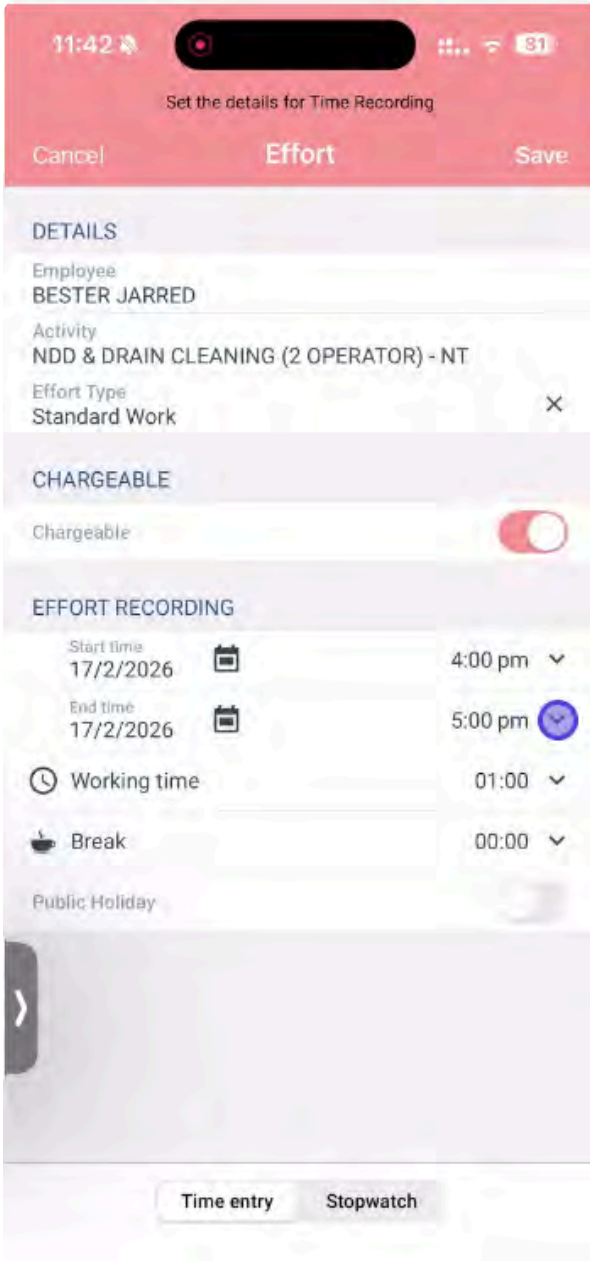 11:42
81
Set the details for Time Recording
Cancel Effort Save
DETAILS
Employee
BESTER JARRED
Activity
NDD & DRAIN CLEANING (2 OPERATOR) - NT
Effort Type
Standard Work
CHARGEABLE
Chargeable
EFFORT RECORDING
Start time
17/2/2026 4:00 pm
End time
17/2/2026 5:00 pm
Working time 01:00
Break 00:00
Public Holiday
Time entry Stopwatch